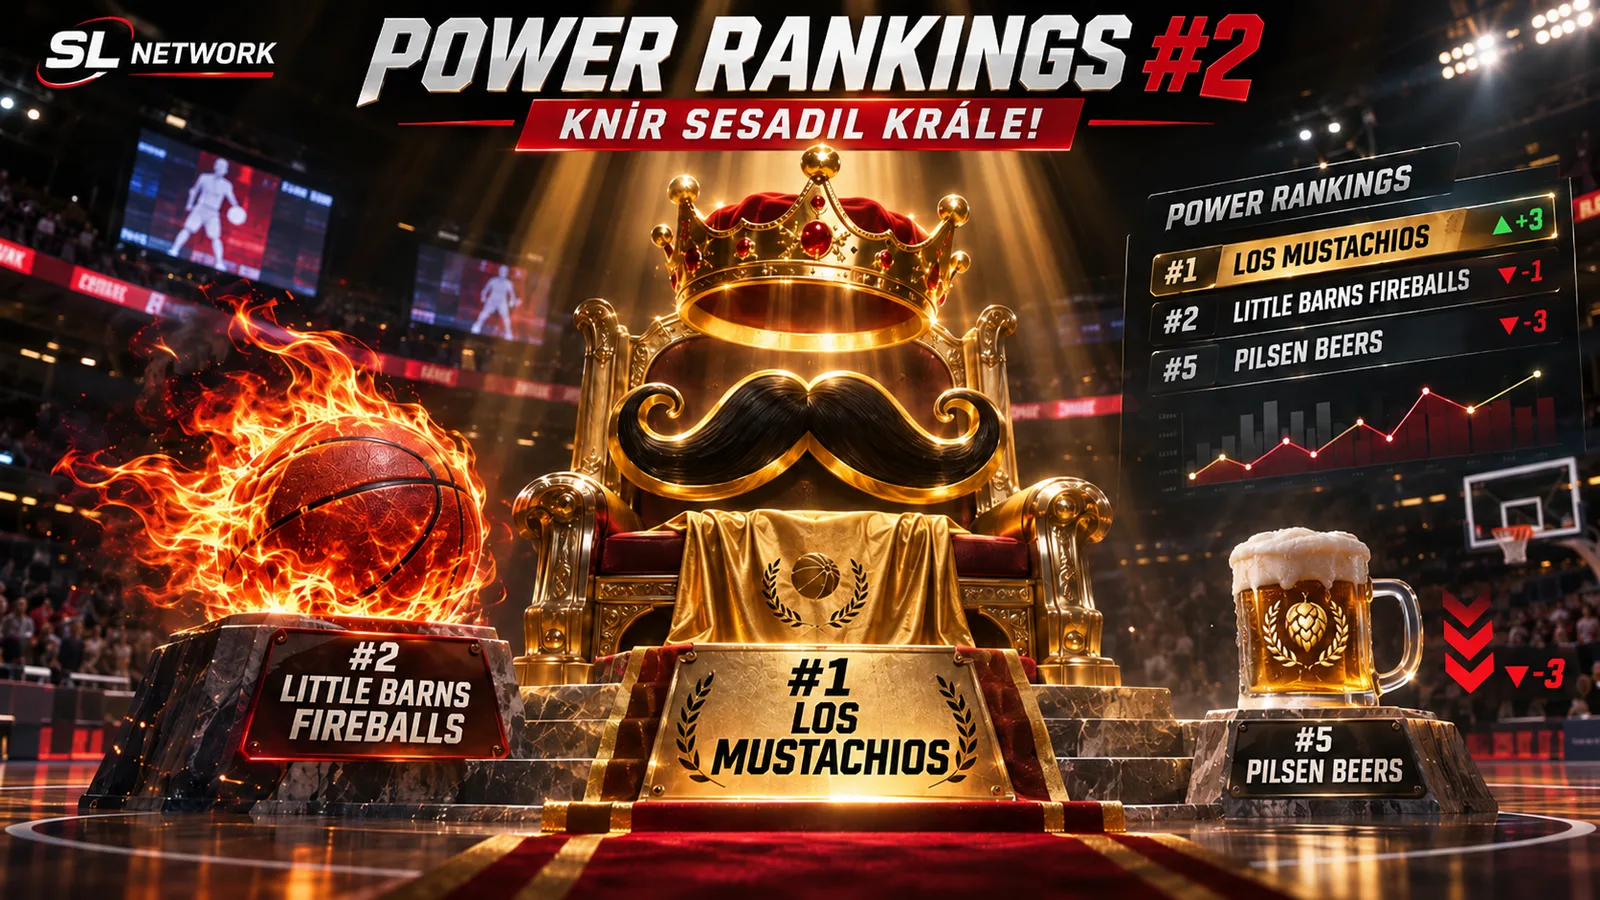 SL NETWORK
POWER RANKINGS #2
KNÍR SESADIL KRÁLE!
POWER RANKINGS
#1 LOS MUSTACHIOS ▲+3
#2 LITTLE BARNS FIREBALLS ▼-1
#5 PILSEN BEERS ▼-3
#2
LITTLE BARNS
FIREBALLS
#1
LOS
MUSTACHIOS
▼-3
#5
PILSEN BEERS